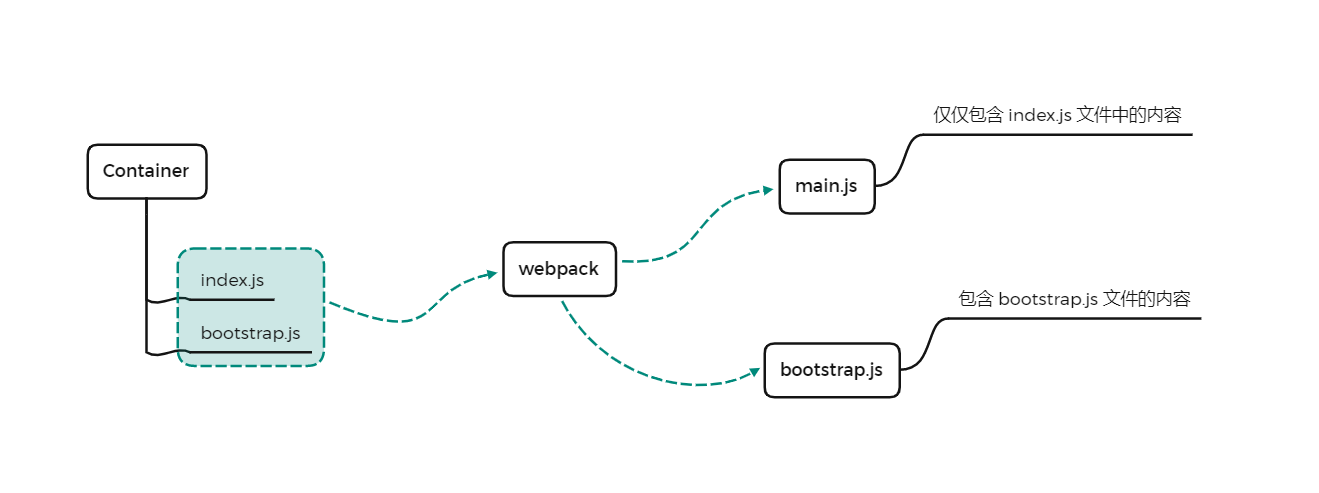 Container
index.js
bootstrap.js
webpack
main.js
仅仅包含 index.js 文件中的内容
bootstrap.js
包含 bootstrap.js 文件的内容